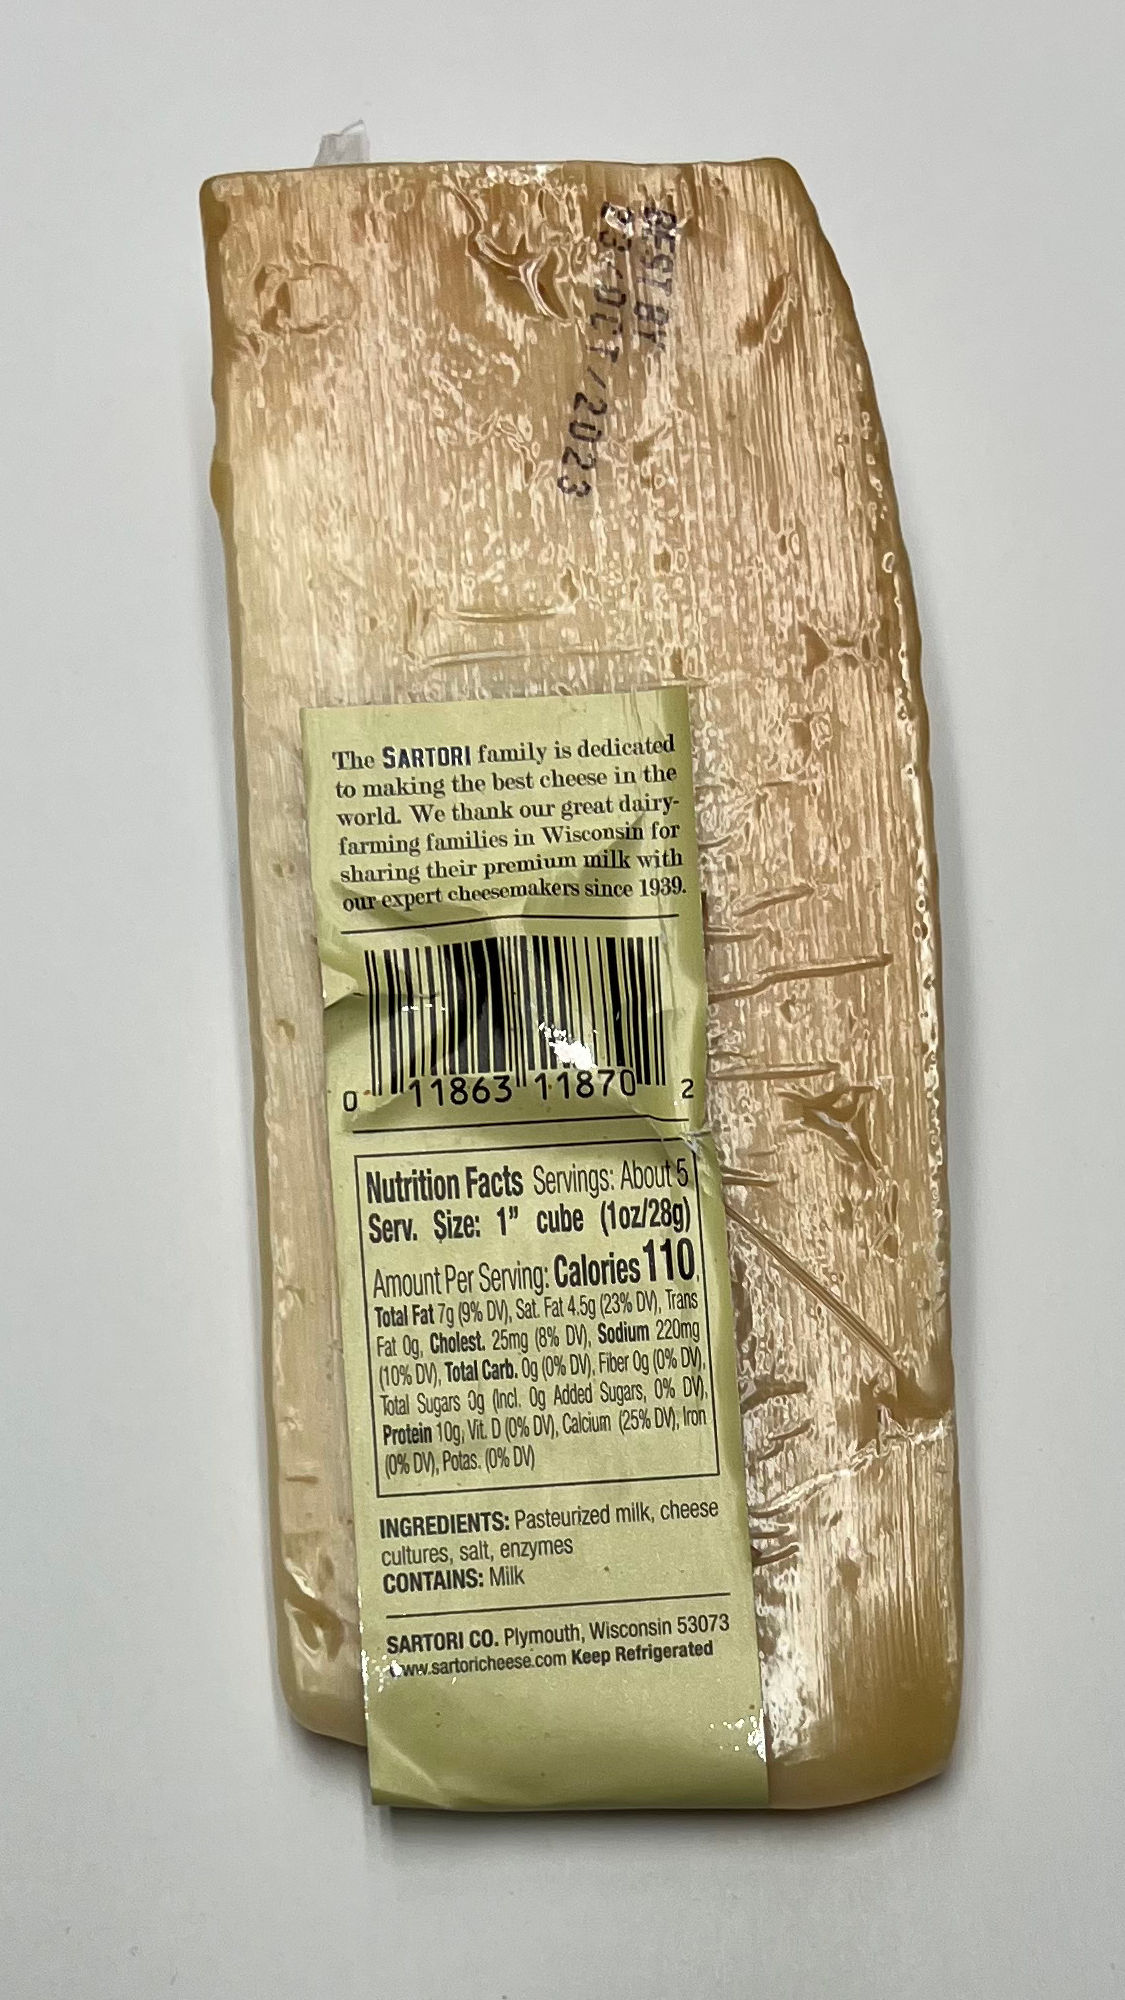 BEST BY
23/OCT/2023
The SARTORI family is dedicated
to making the best cheese in the
world. We thank our great dairy-
farming families in Wisconsin for
sharing their premium milk with
our expert cheesemakers since 1939.
0 11863 11870 2
Nutrition Facts Servings: About 5
Serv. Size: 1” cube (1oz/28g)
Amount Per Serving: Calories 110,
Total Fat 7g (9% DV), Sat. Fat 4.5g (23% DV), Trans
Fat 0g, Cholest. 25mg (8% DV), Sodium 220mg
(10% DV), Total Carb. 0g (0% DV), Fiber 0g (0% DV),
Total Sugars 0g (Incl. 0g Added Sugars, 0% DV),
Protein 10g, Vit. D (0% DV), Calcium (25% DV), Iron
(0% DV), Potas. (0% DV)
INGREDIENTS: Pasteurized milk, cheese
cultures, salt, enzymes
CONTAINS: Milk
SARTORI CO. Plymouth, Wisconsin 53073
www.sartoricheese.com Keep Refrigerated